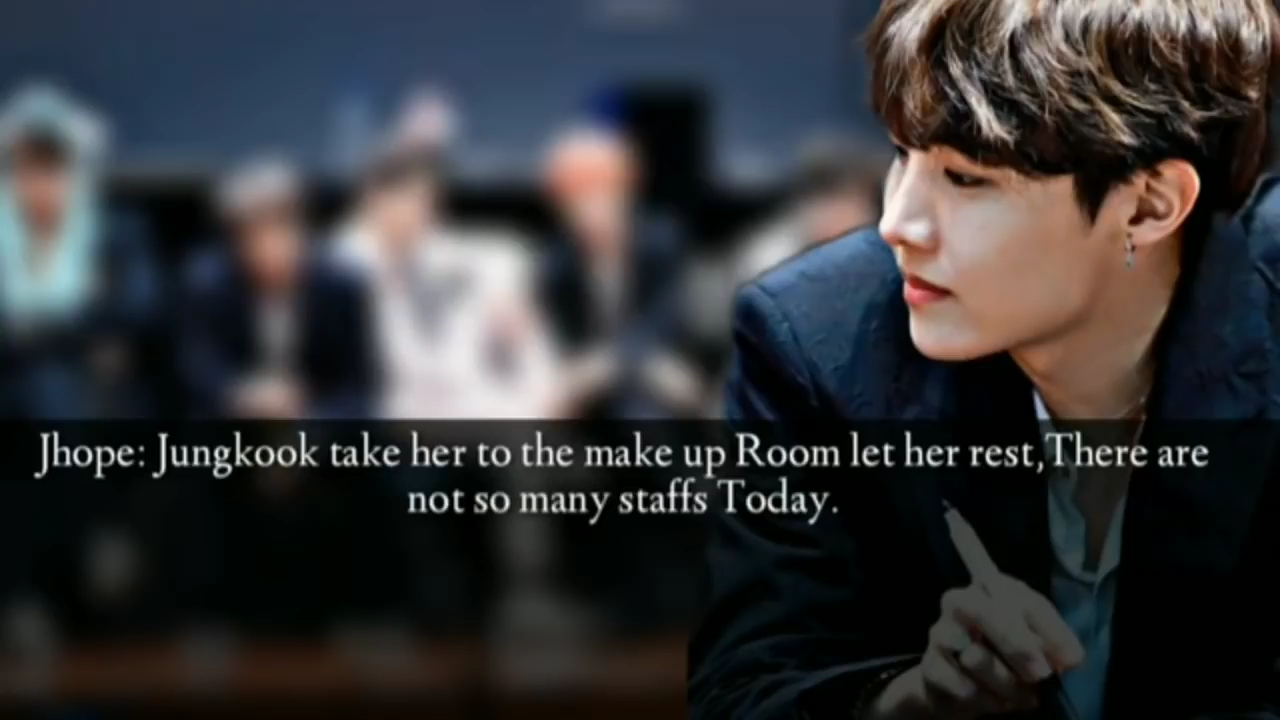 Jhope: Jungkook take her to the make up Room let her rest,There are
not so many staffs Today.